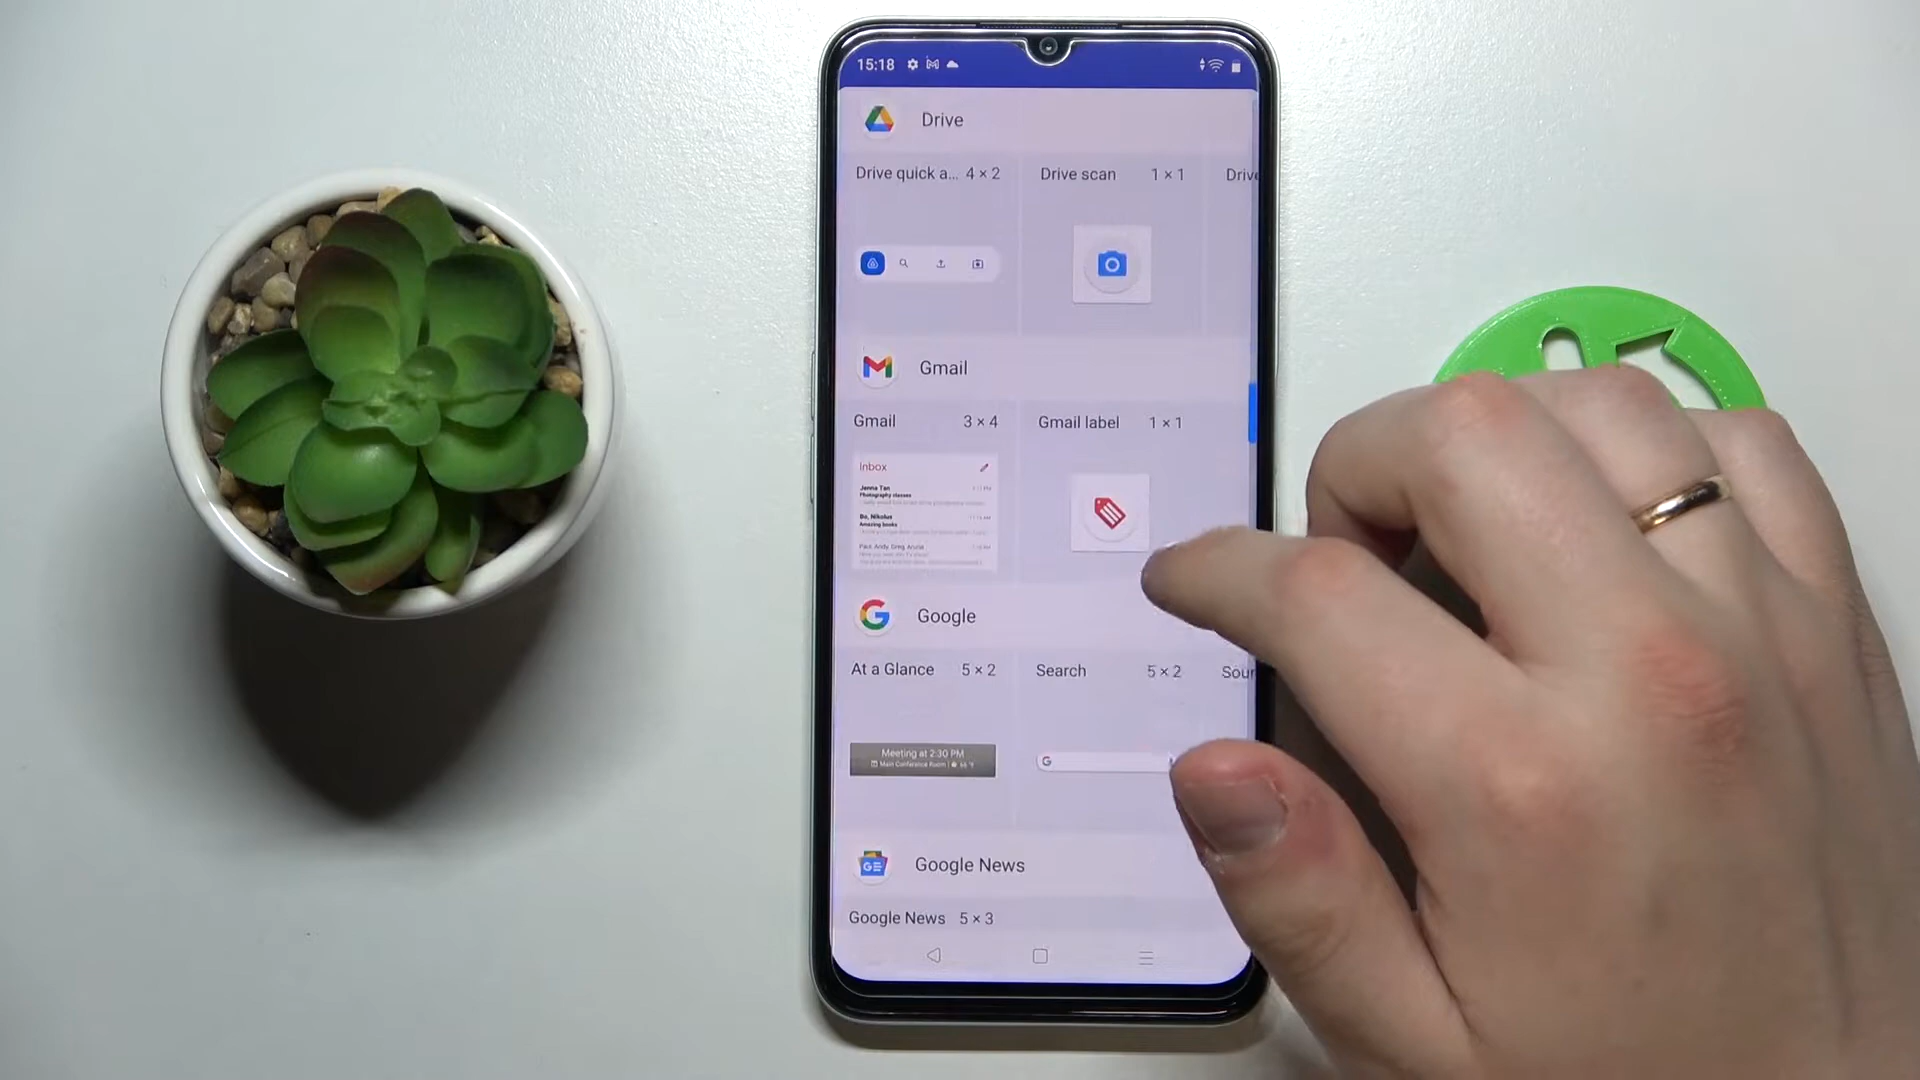 15:18
Drive
Drive quick a... 4 × 2
Drive scan 1 × 1
Drive
Gmail
Gmail 3 × 4
Gmail label 1 × 1
Inbox
Jenna Tan
Photography classes
Bo, Nikolus
Amazing books
Paul, Andy, Greg, Annie
Google
At a Glance 5 × 2
Search 5 × 2
Soun
Meeting at 2:30 PM
Main Conference Room
G
Google News
Google News 5 × 3